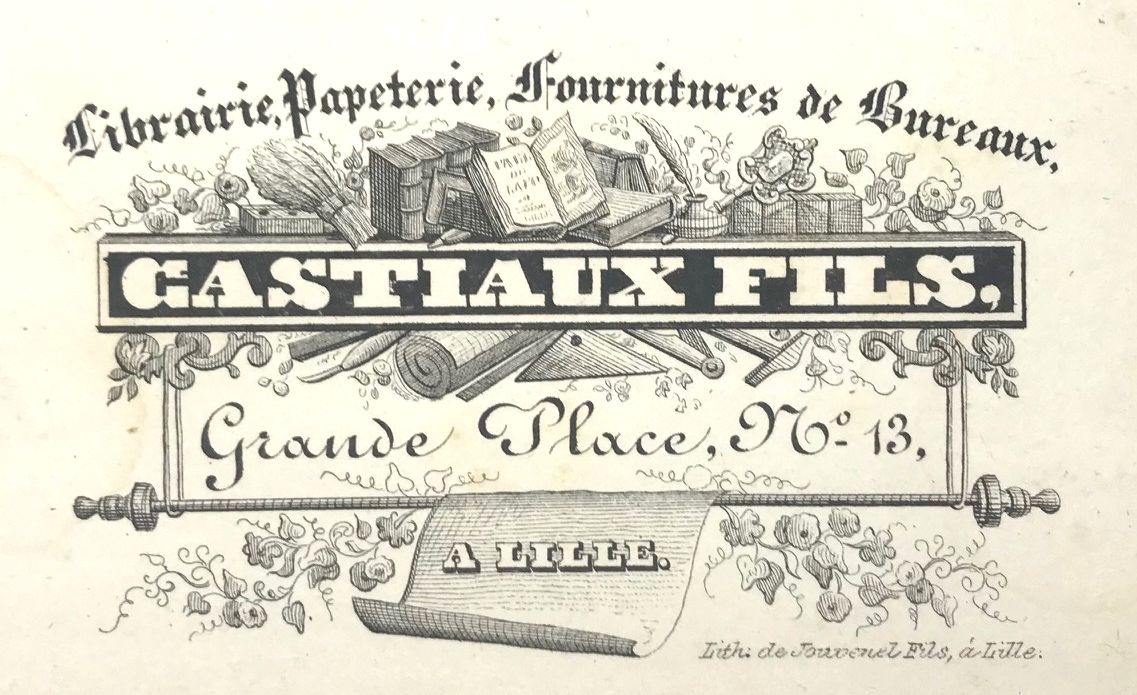 Librairie, Papeterie, Fournitures de Bureaux,
CASTIAUX FILS,
Grande Place, Nº 13,
A LILLE.
Lith: de Jouvenel Fils, à Lille.